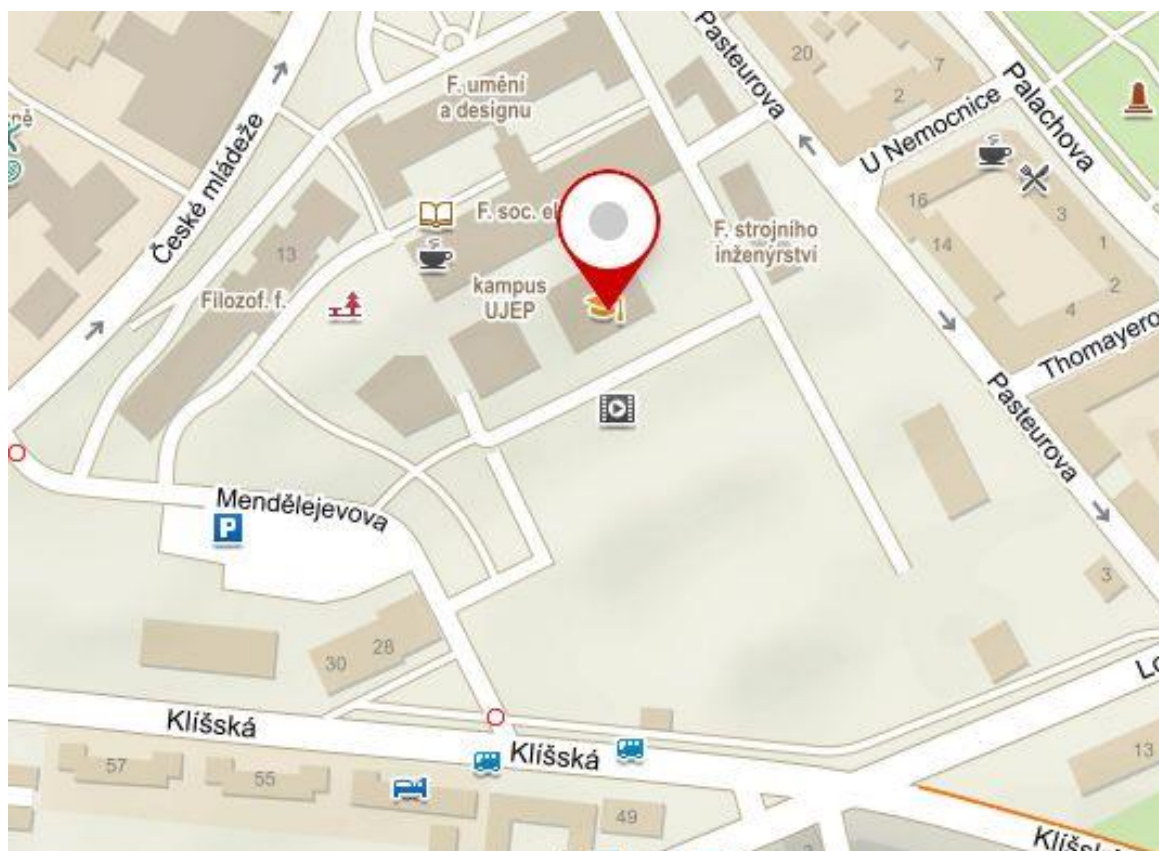 Pasteurova
20
7
2
Palachova
F. umění
a designu
U Nemocnice
České mládeže
16
3
F. soc.
14
1
F. strojního
inženýrství
13
2
Filozof. f.
kampus
UJEP
4
Thomayero
Pasteurova
Mendělejevova
P
3
28
30
Klíšská
Klíšská
13
57
55
49